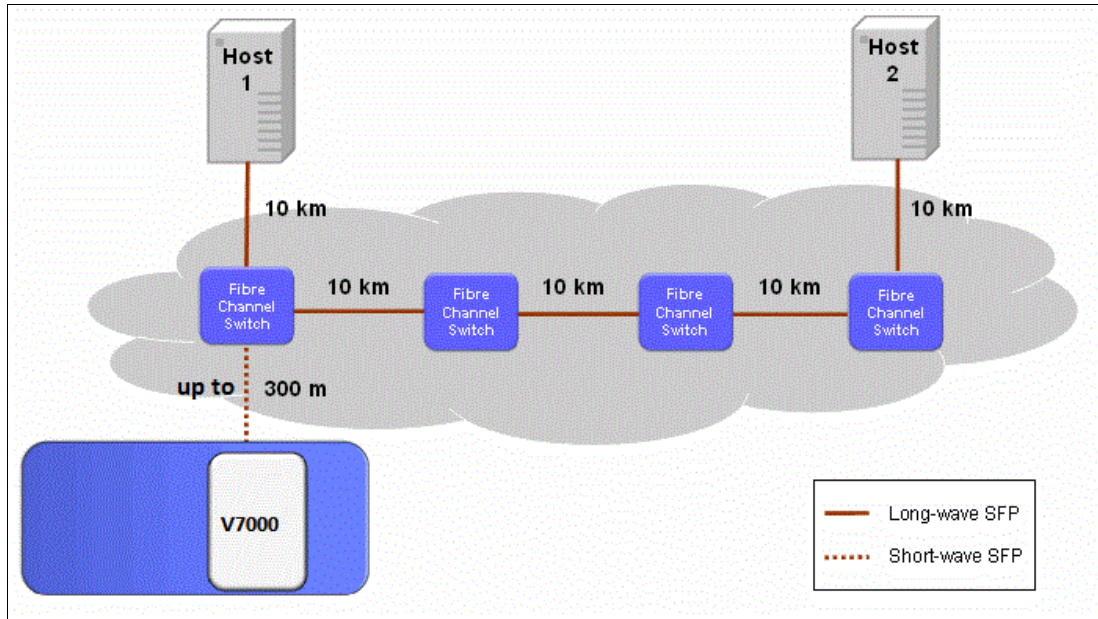 Host
1
Host
2
10 km
10 km
Fibre
Channel
Switch
10 km
Fibre
Channel
Switch
10 km
Fibre
Channel
Switch
10 km
Fibre
Channel
Switch
up to 300 m
V7000
Long-wave SFP
Short-wave SFP